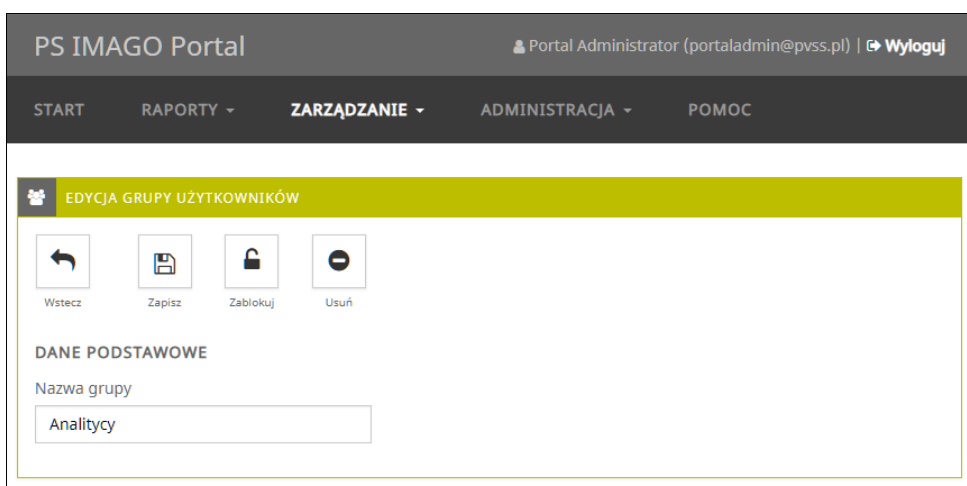 PS IMAGO Portal
Portal Administrator (portaladmin@pvss.pl) | Wyloguj
START RAPORTY ZARZĄDZANIE ADMINISTRACJA POMOC
EDYCJA GRUPY UŻYTKOWNIKÓW
Wstecz Zapisz Zablokuj Usuń
DANE PODSTAWOWE
Nazwa grupy
Analitycy